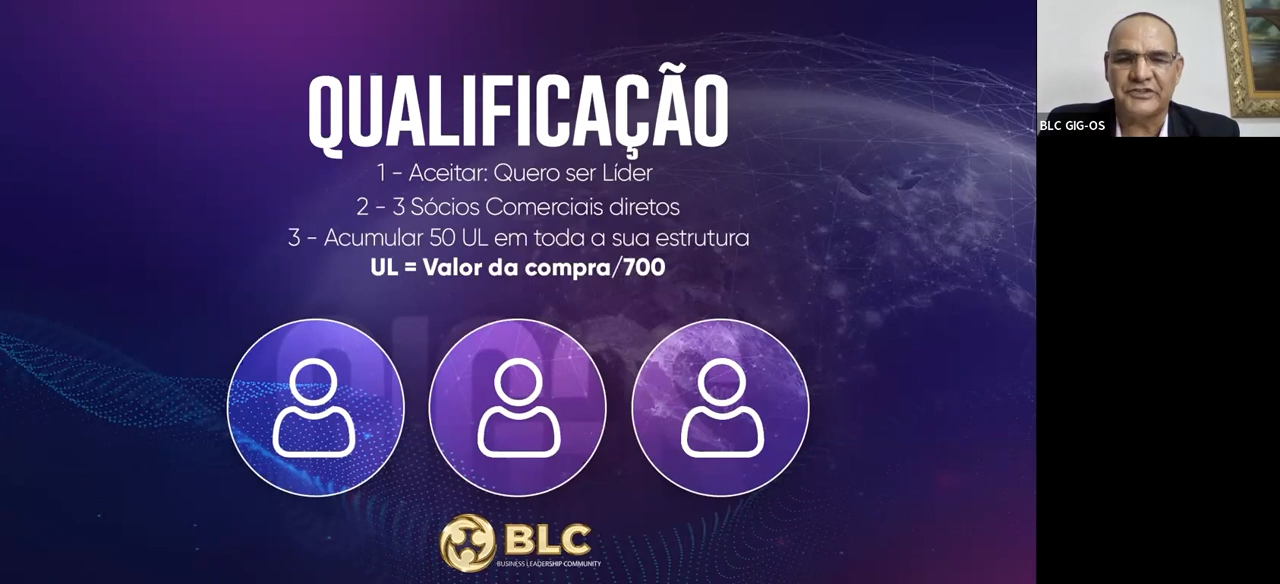 QUALIFICAÇÃO
1 - Aceitar: Quero ser Líder
2 - 3 Sócios Comerciais diretos
3 - Acumular 50 UL em toda a sua estrutura
UL = Valor da compra/700
BLC
BUSINESS LEADERSHIP COMMUNITY
BLC GIG-OS